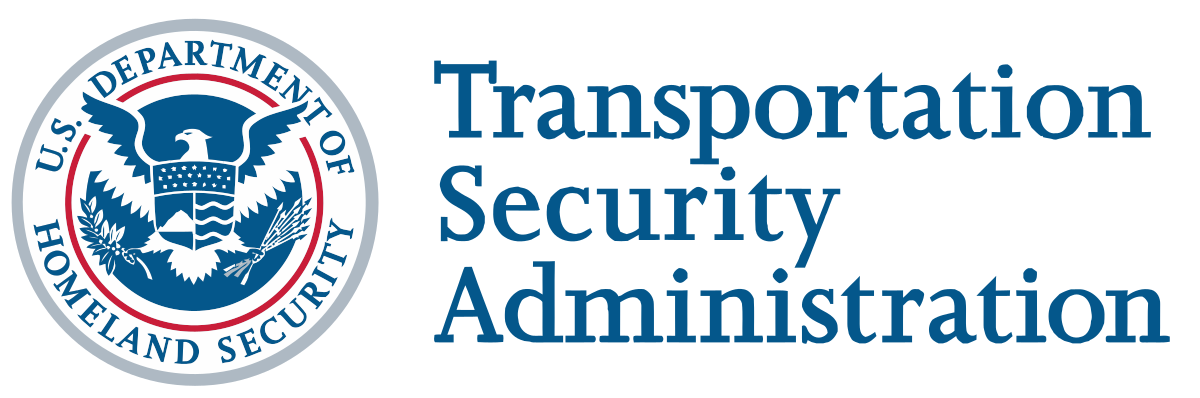 U.S. DEPARTMENT OF
HOMELAND SECURITY
Transportation
Security
Administration